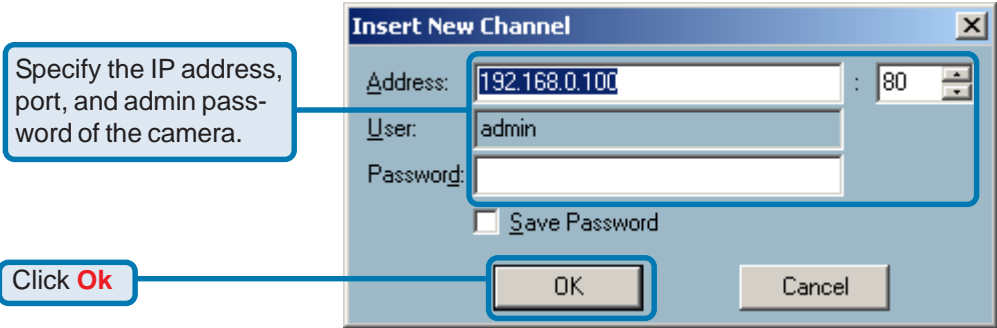 Insert New Channel
Specify the IP address,
port, and admin pass-
word of the camera.
Address: 192.168.0.100 : 80
User: admin
Password:
Save Password
Click Ok
OK Cancel